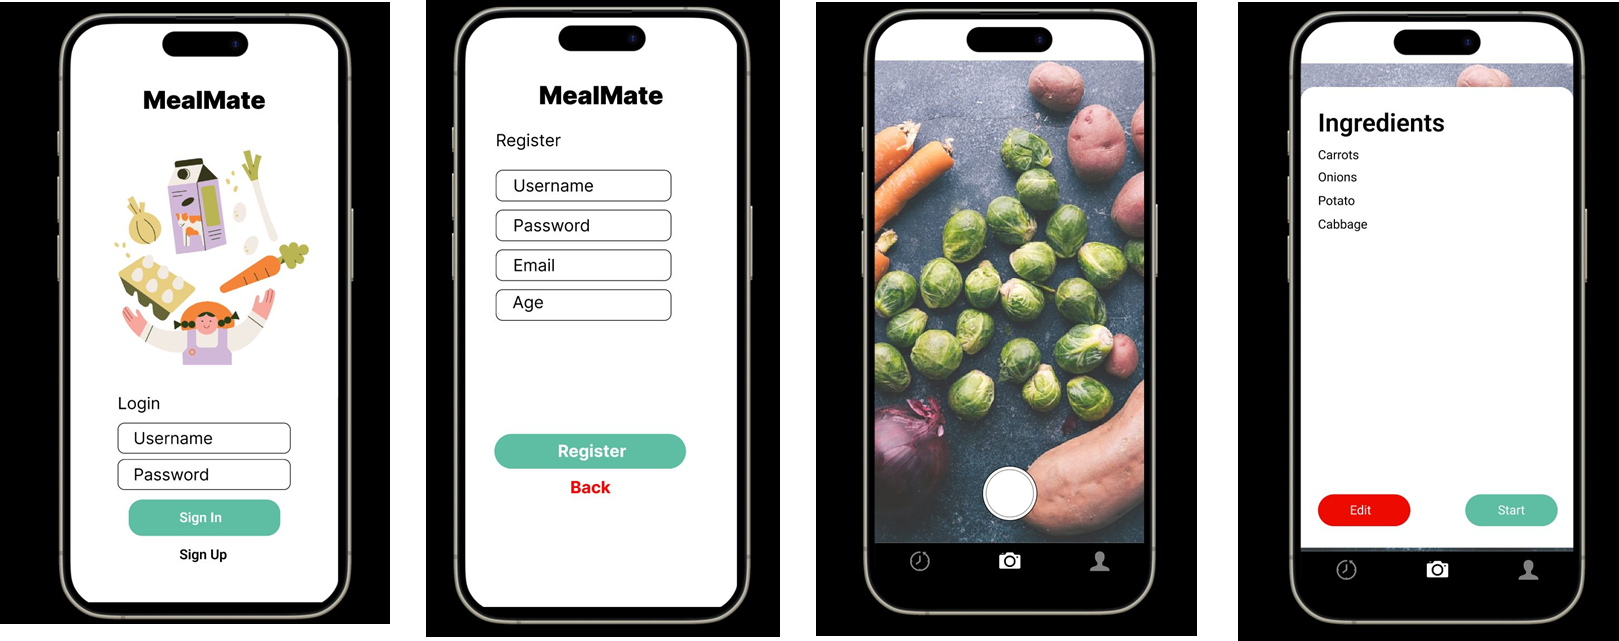 MealMate
Login
Username
Password
Sign In
Sign Up
MealMate
Register
Username
Password
Email
Age
Register
Back
Ingredients
Carrots
Onions
Potato
Cabbage
Edit
Start